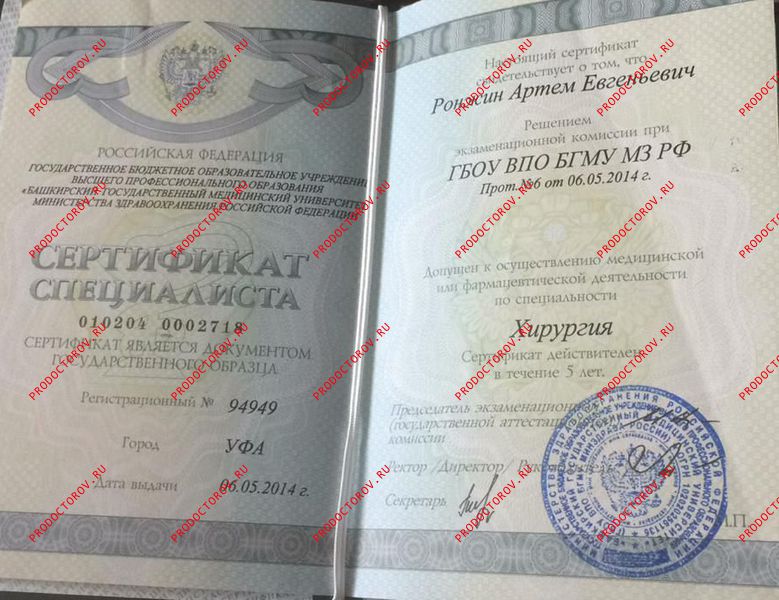 РОССИЙСКАЯ ФЕДЕРАЦИЯ
ГОСУДАРСТВЕННОЕ БЮДЖЕТНОЕ ОБРАЗОВАТЕЛЬНОЕ УЧРЕЖДЕНИЕ
ВЫСШЕГО ПРОФЕССИОНАЛЬНОГО ОБРАЗОВАНИЯ
«БАШКИРСКИЙ ГОСУДАРСТВЕННЫЙ МЕДИЦИНСКИЙ УНИВЕРСИТЕТ»
МИНИСТЕРСТВА ЗДРАВООХРАНЕНИЯ РОССИЙСКОЙ ФЕДЕРАЦИИ
СЕРТИФИКАТ
СПЕЦИАЛИСТА
010204 0002718
СЕРТИФИКАТ ЯВЛЯЕТСЯ ДОКУМЕНТОМ
ГОСУДАРСТВЕННОГО ОБРАЗЦА
Регистрационный № 94949
Город УФА
Дата выдачи 06.05.2014 г.
Настоящий сертификат
свидетельствует о том, что
Артем Евгеньевич
Решением
экзаменационной комиссии при
ГБОУ ВПО БГМУ МЗ РФ
Прот.№6 от 06.05.2014 г.
Допущен к осуществлению медицинской
или фармацевтической деятельности
по специальности
Хирургия
Сертификат действителен
в течение 5 лет.
Председатель экзаменационной
(государственной аттестационной)
комиссии
Ректор /Директор/ Руководитель
Секретарь
М.П.
PRODOCTOROV.RU